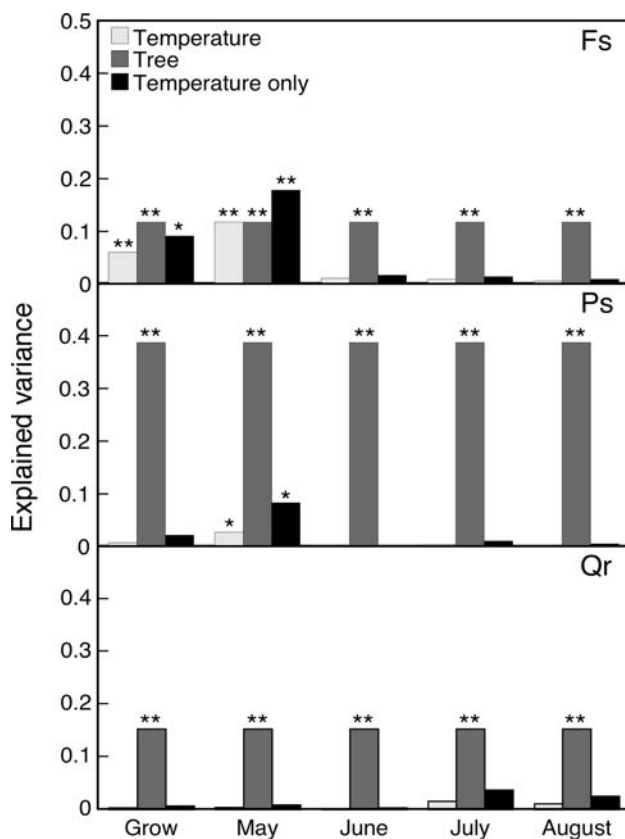 Temperature
Tree
Temperature only
Fs
0.5
0.4
0.3
0.2
0.1
0
** ** *
** ** **
**
**
**
Ps
0.4
0.3
0.2
0.1
0
**
* ** *
**
**
**
Qr
0.4
0.3
0.2
0.1
0
**
**
**
**
**
Explained variance
Grow May June July August